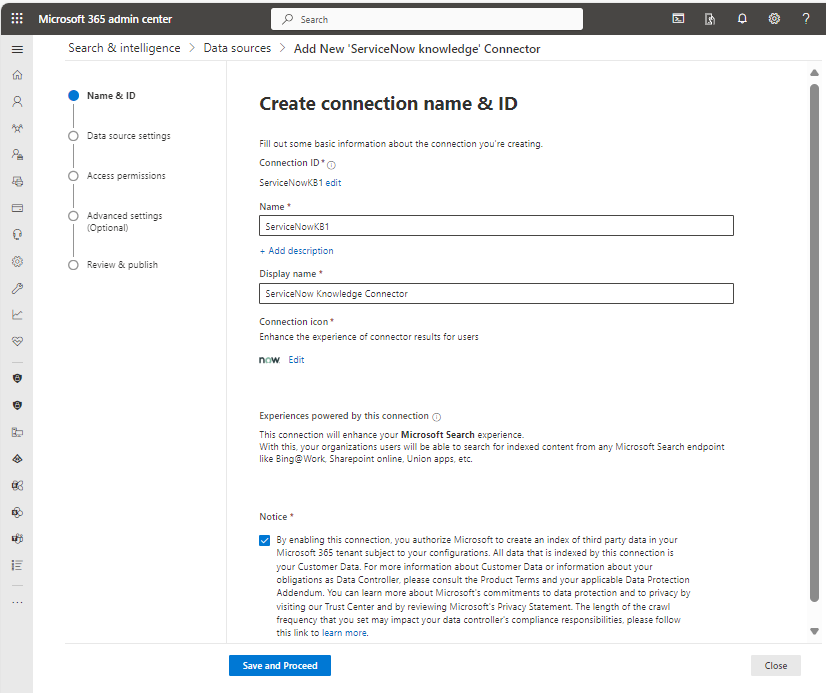 Microsoft 365 admin center
Search
?
Search & intelligence > Data sources > Add New 'ServiceNow knowledge' Connector
Name & ID
Data source settings
Access permissions
Advanced settings
(Optional)
Review & publish
Create connection name & ID
Fill out some basic information about the connection you're creating.
Connection ID *
ServiceNowKB1 edit
Name *
ServiceNowKB1
+ Add description
Display name *
ServiceNow Knowledge Connector
Connection icon *
Enhance the experience of connector results for users
now Edit
Experiences powered by this connection
This connection will enhance your Microsoft Search experience.
With this, your organizations users will be able to search for indexed content from any Microsoft Search endpoint
like Bing@Work, Sharepoint online, Union apps, etc.
Notice *
By enabling this connection, you authorize Microsoft to create an index of third party data in your
Microsoft 365 tenant subject to your configurations. All data that is indexed by this connection is
your Customer Data. For more information about Customer Data or information about your
obligations as Data Controller, please consult the Product Terms and your applicable Data Protection
Addendum. You can learn more about Microsoft's commitments to data protection and to privacy by
visiting our Trust Center and by reviewing Microsoft's Privacy Statement. The length of the crawl
frequency that you set may impact your data controller's compliance responsibilities, please follow
this link to learn more.
Save and Proceed
Close